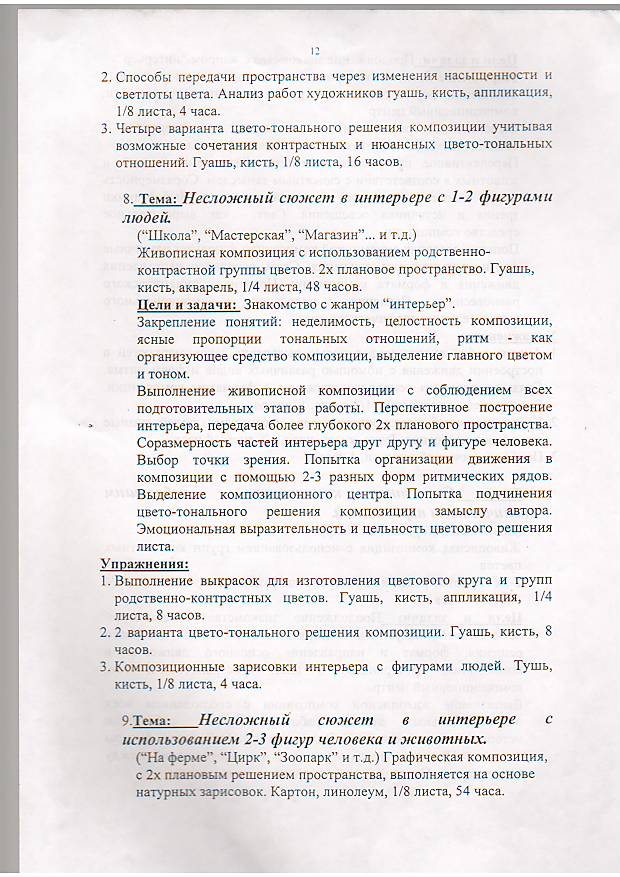 12
2. Способы передачи пространства через изменения насыщенности и
светлоты цвета. Анализ работ художников гуашь, кисть, аппликация,
1/8 листа, 4 часа.
3. Четыре варианта цвето-тонального решения композиции учитывая
возможные сочетания контрастных и нюансных цвето-тональных
отношений. Гуашь, кисть, 1/8 листа, 16 часов.
8. Тема: Несложный сюжет в интерьере с 1-2 фигурами
людей.
(“Школа”, “Мастерская”, “Магазин”... и т.д.)
Живописная композиция с использованием родственно-
контрастной группы цветов. 2х плановое пространство. Гуашь,
кисть, акварель, 1/4 листа, 48 часов.
Цели и задачи: Знакомство с жанром “интерьер”.
Закрепление понятий: неделимость, целостность композиции,
ясные пропорции тональных отношений, ритм - как
организующее средство композиции, выделение главного цветом
и тоном.
Выполнение живописной композиции с соблюдением всех
подготовительных этапов работы. Перспективное построение
интерьера, передача более глубокого 2х планового пространства.
Соразмерность частей интерьера друг другу и фигуре человека.
Выбор точки зрения. Попытка организации движения в
композиции с помощью 2-3 разных форм ритмических рядов.
Выделение композиционного центра. Попытка подчинения
цвето-тонального решения композиции замыслу автора.
Эмоциональная выразительность и цельность цветового решения
листа.
Упражнения:
1. Выполнение выкрасок для изготовления цветового круга и групп
родственно-контрастных цветов. Гуашь, кисть, аппликация, 1/4
листа, 8 часов.
2. 2 варианта цвето-тонального решения композиции. Гуашь, кисть, 8
часов.
3. Композиционные зарисовки интерьера с фигурами людей. Тушь,
кисть, 1/8 листа, 4 часа.
9.Тема: Несложный сюжет в интерьере с
использованием 2-3 фигур человека и животных.
(“На ферме”, “Цирк”, “Зоопарк” и т.д.) Графическая композиция,
с 2х плановым решением пространства, выполняется на основе
натурных зарисовок. Картон, линолеум, 1/8 листа, 54 часа.